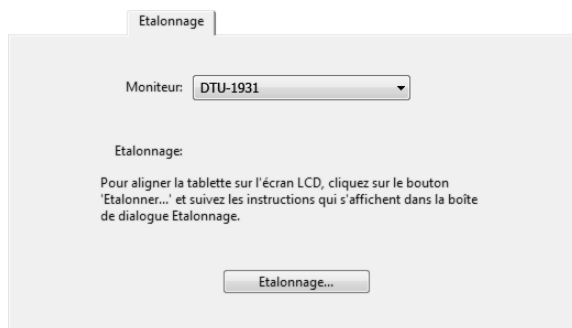 Etalonnage
Moniteur: DTU-1931
Etalonnage:
Pour aligner la tablette sur l'écran LCD, cliquez sur le bouton
'Etalonner...' et suivez les instructions qui s'affichent dans la boîte
de dialogue Etalonnage.
Etalonnage...